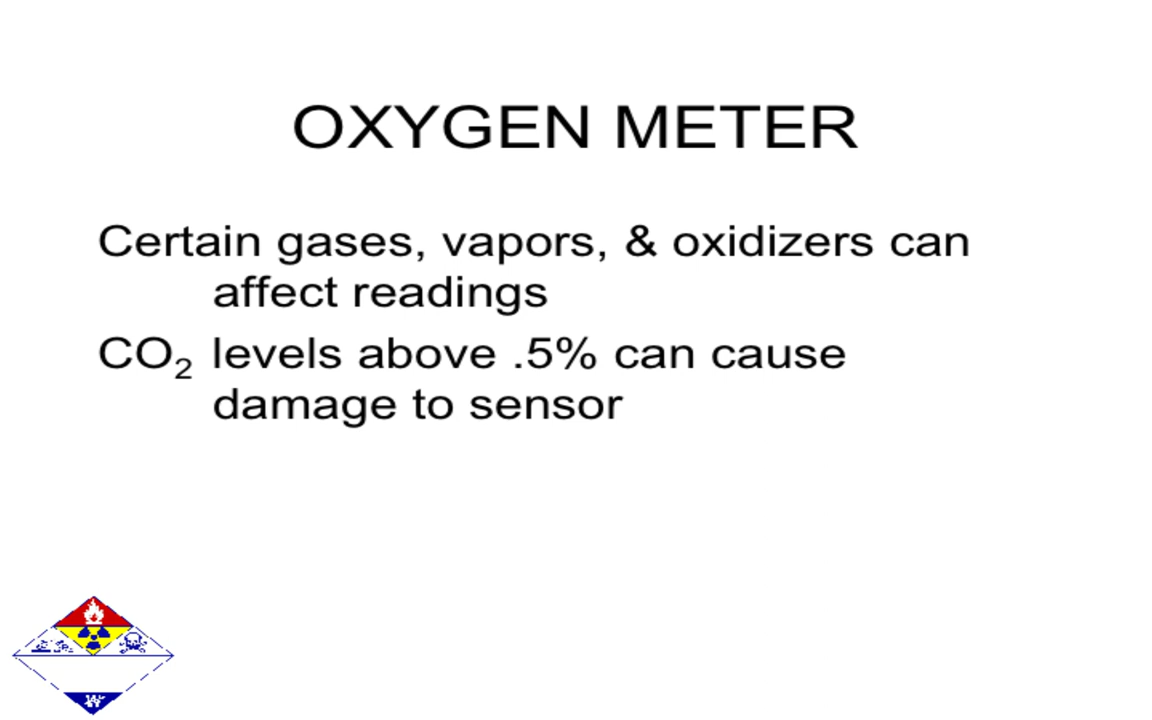 OXYGEN METER
Certain gases, vapors, & oxidizers can
affect readings
CO₂ levels above .5% can cause
damage to sensor
W